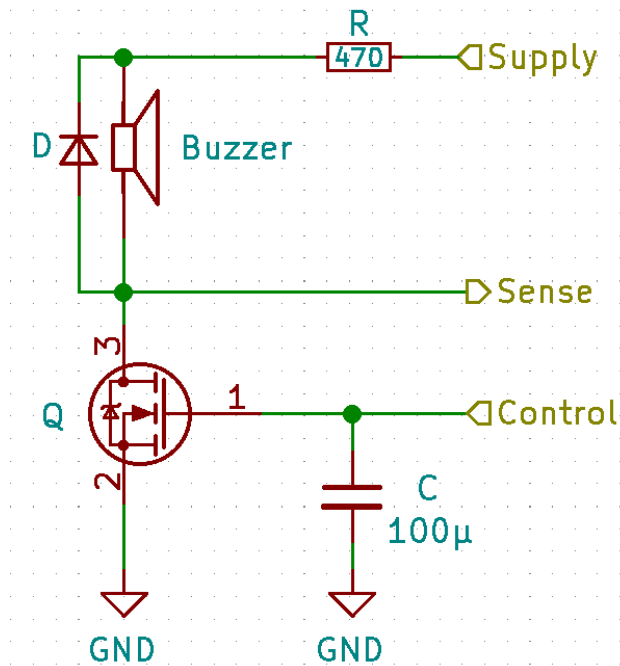 R
470
Supply
D
Buzzer
Sense
3
Q
1
Control
2
C
100µ
GND
GND